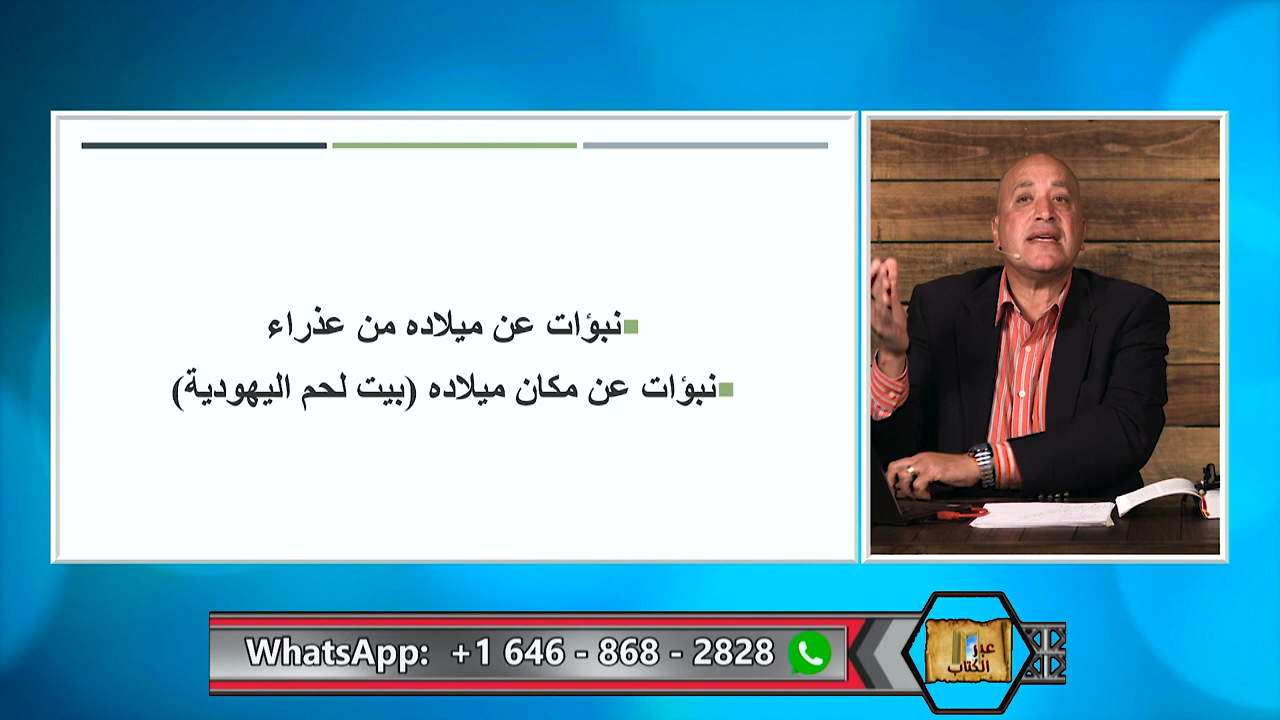 نبؤات عن ميلاده من عذراء
نبؤات عن مكان ميلاده (بيت لحم اليهودية)
WhatsApp: +1 646 - 868 - 2828
عبر
الكتاب